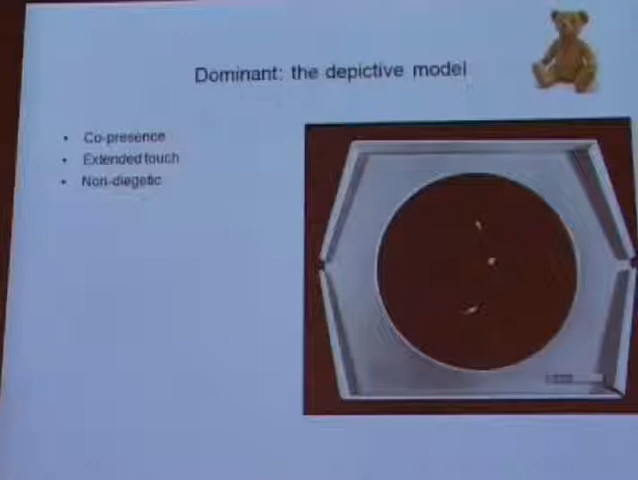 Dominant: the depictive model
• Co-presence
• Extended touch
• Non-diegetic